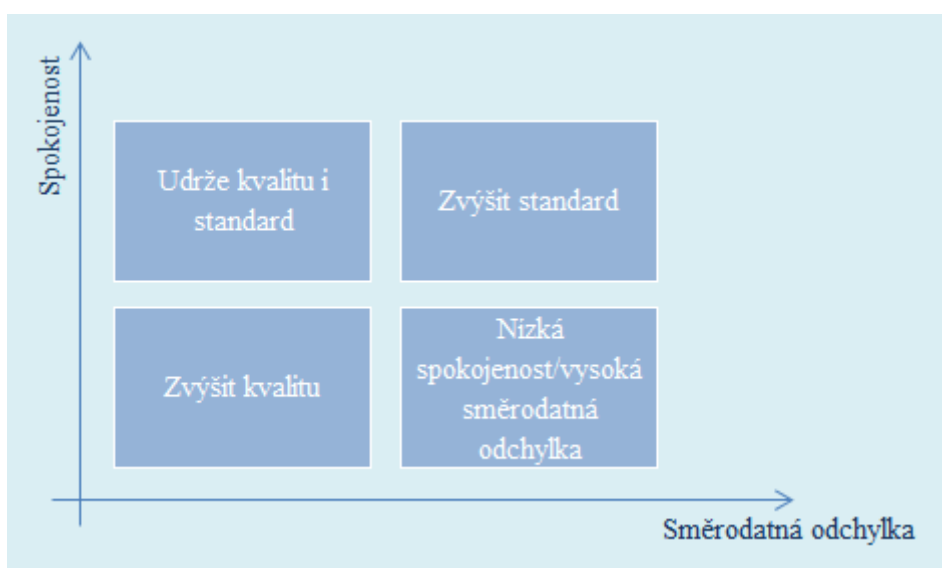 Spokojenost
Udrže kvalitu i
standard
Zvýšit standard
Zvýšit kvalitu
Nízká
spokojenost/vysoká
směrodatná
odchylka
Směrodatná odchylka